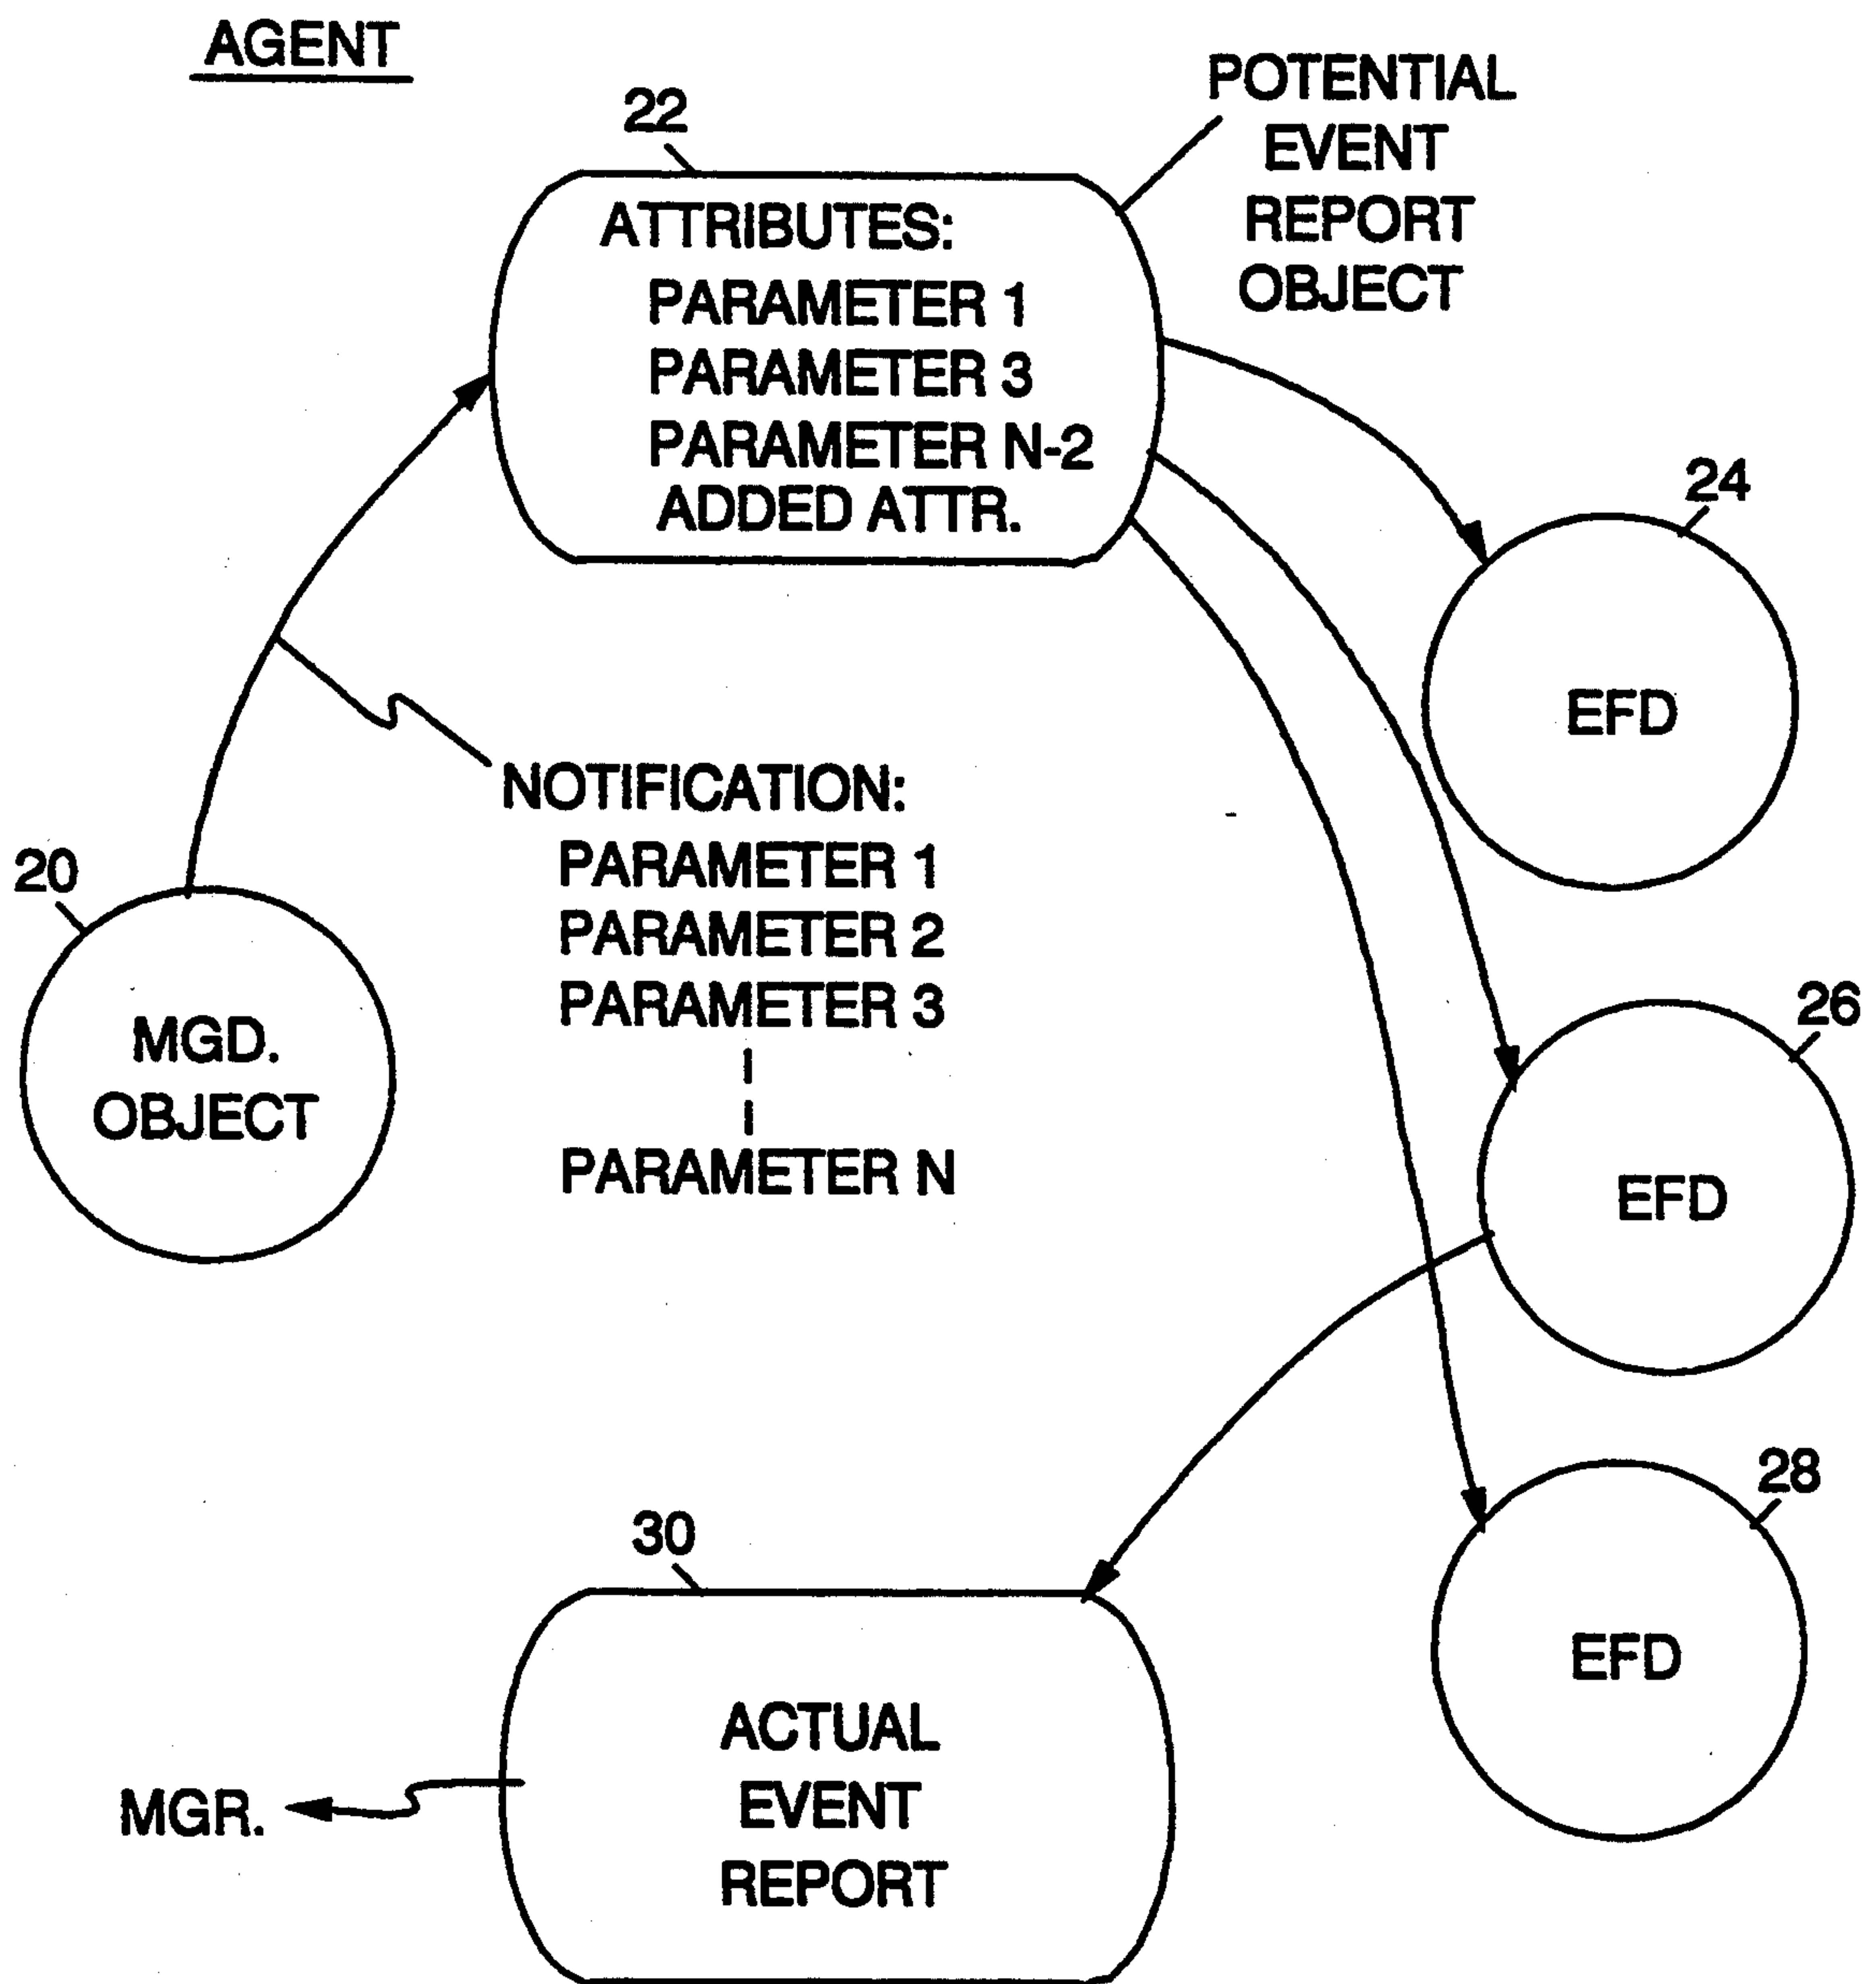 AGENT
22
POTENTIAL
EVENT
REPORT
OBJECT
ATTRIBUTES:
PARAMETER 1
PARAMETER 3
PARAMETER N-2
ADDED ATTR.
24
EFD
NOTIFICATION:
PARAMETER 1
PARAMETER 2
PARAMETER 3
PARAMETER N
20
MGD.
OBJECT
26
EFD
28
EFD
30
ACTUAL
EVENT
REPORT
MGR.